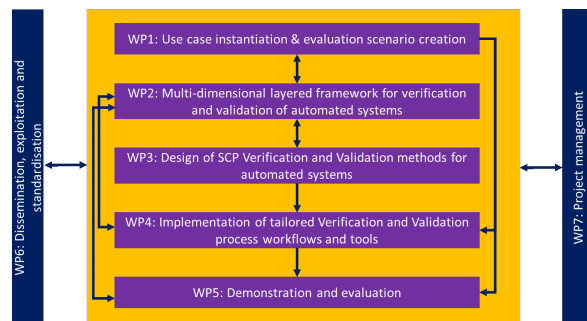 WP6: Dissemination, exploitation and
standardisation
WP1: Use case instantiation & evaluation scenario creation
WP2: Multi-dimensional layered framework for verification
and validation of automated systems
WP3: Design of SCP Verification and Validation methods for
automated systems
WP4: Implementation of tailored Verification and Validation
process workflows and tools
WP5: Demonstration and evaluation
WP7: Project management